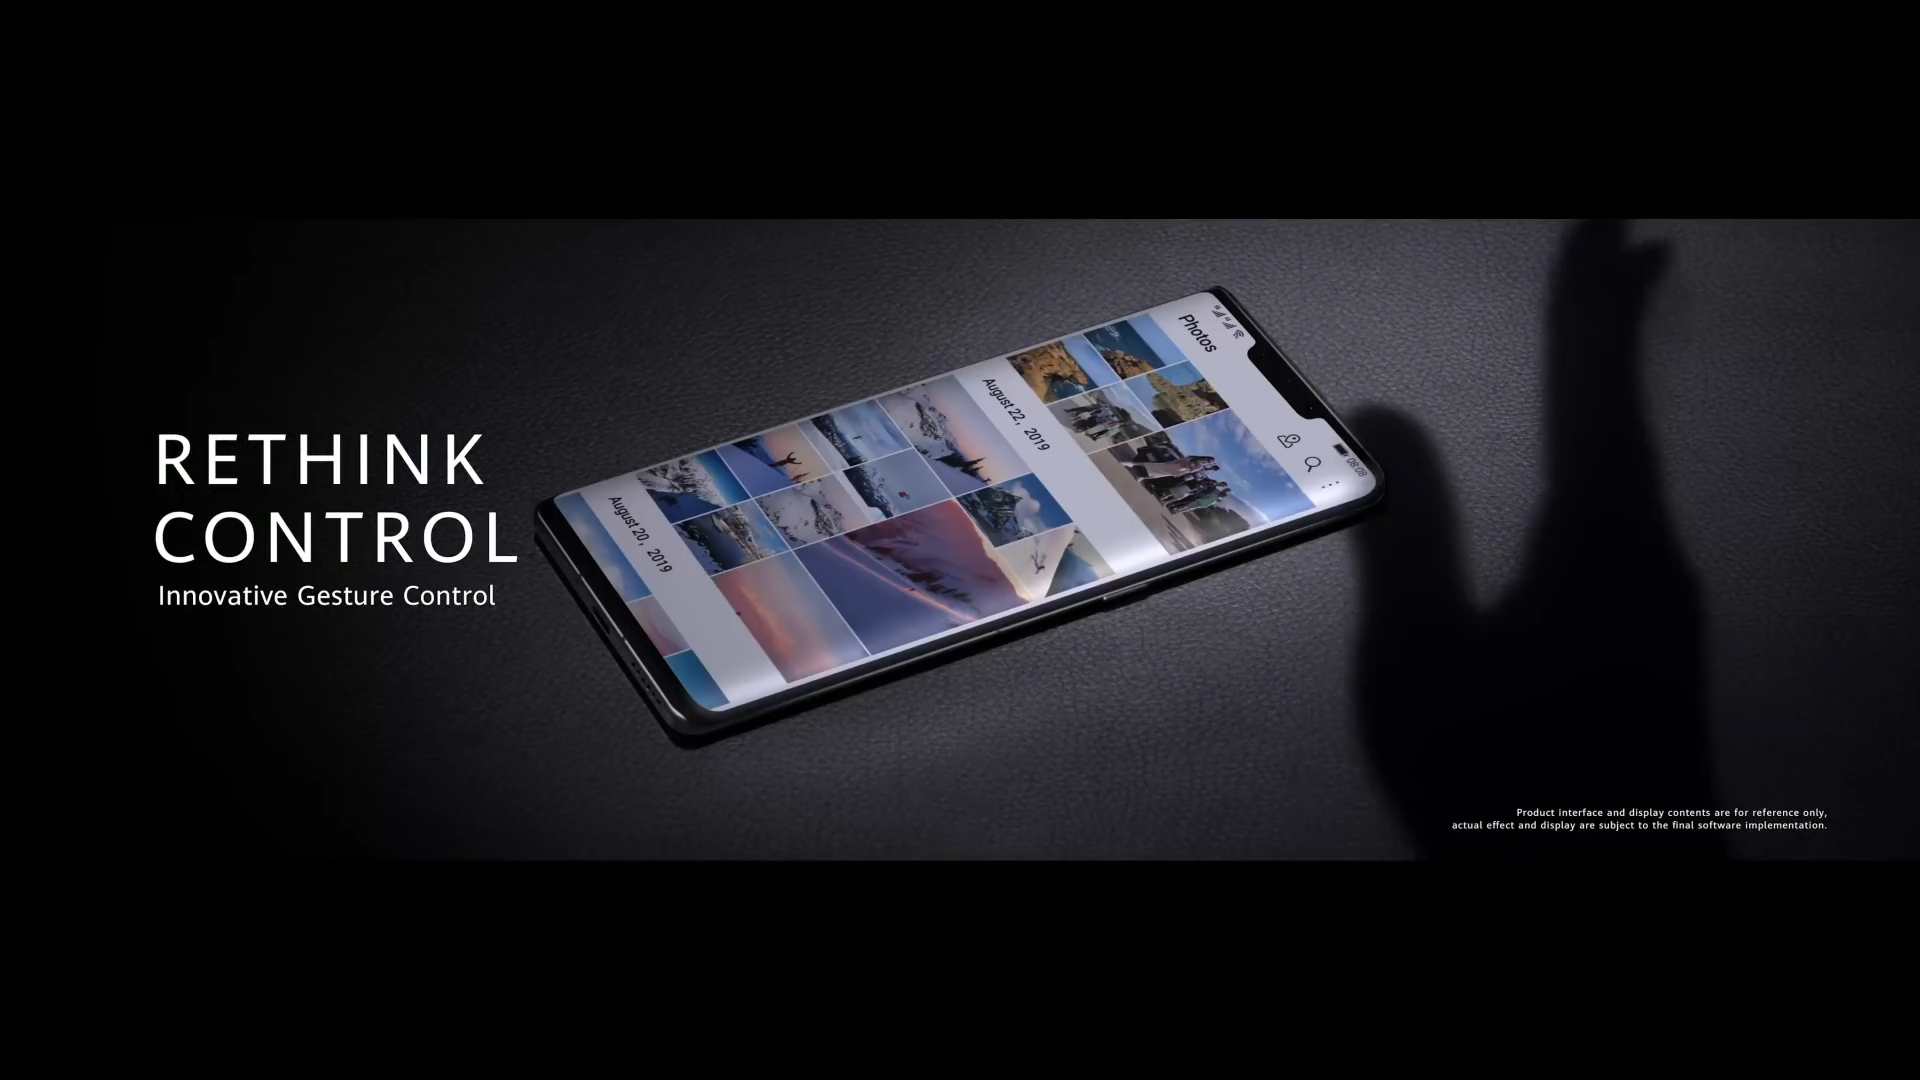 RETHINK
CONTROL
Innovative Gesture Control
Photos
08:08
August 22, 2019
August 20, 2019
Product interface and display contents are for reference only,
actual effect and display are subject to the final software implementation.